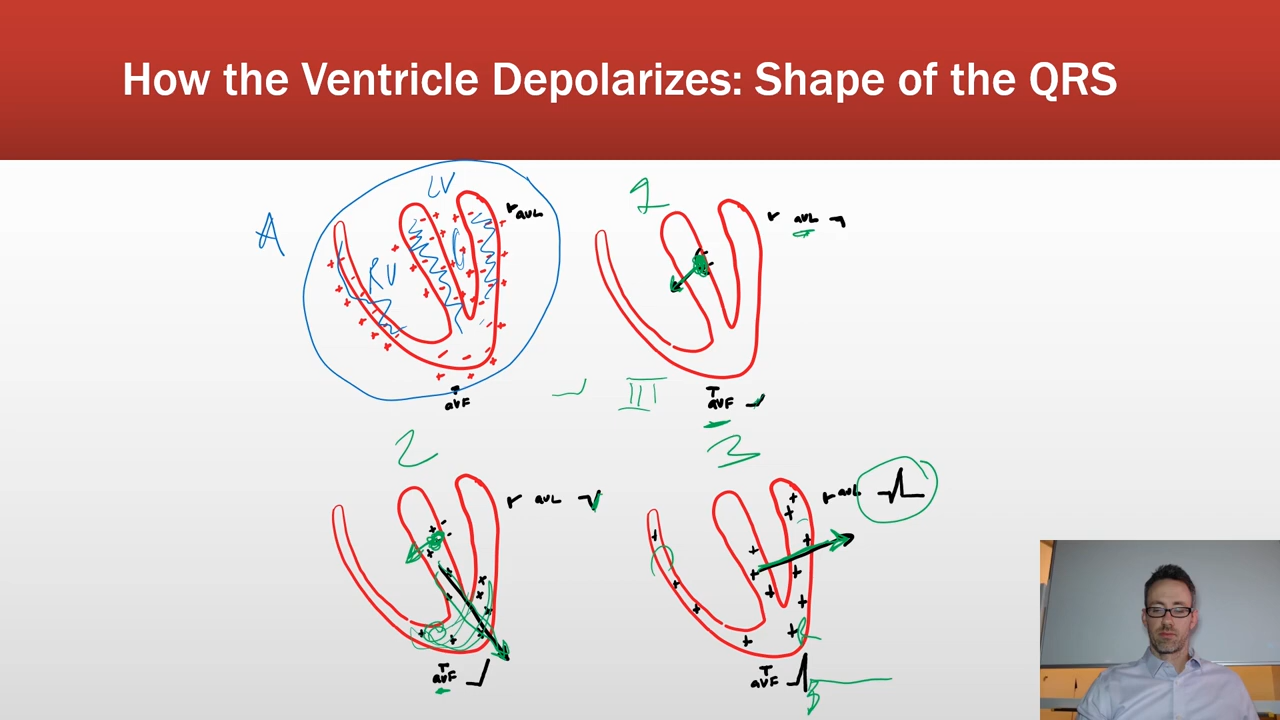 How the Ventricle Depolarizes: Shape of the QRS
A
LV
RV
avL
avF
1
avL
avF
III
2
avL
avF
3
avL
avF